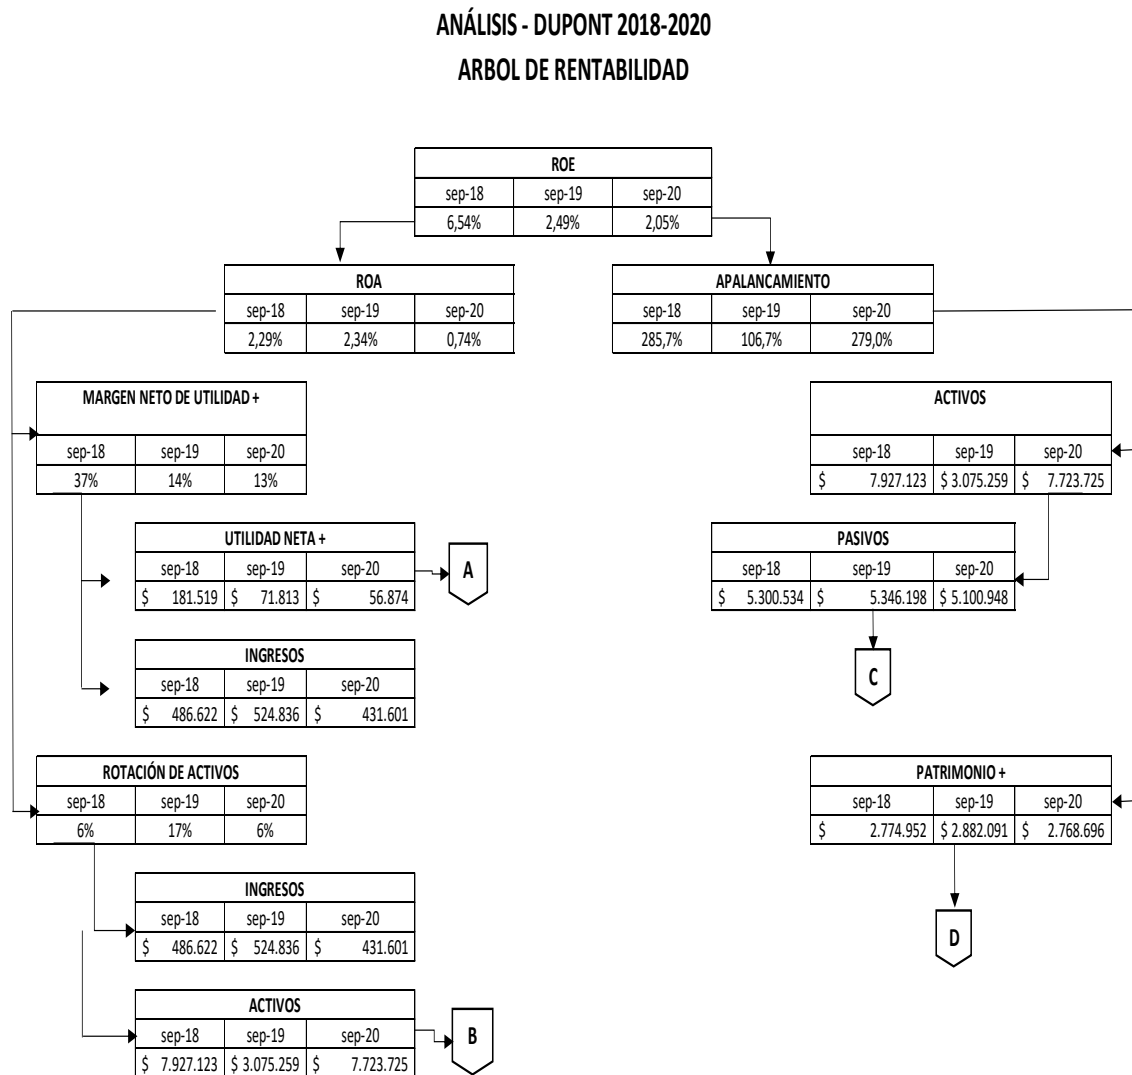 ANÁLISIS - DUPONT 2018-2020
ARBOL DE RENTABILIDAD
ROE
sep-18 sep-19 sep-20
6,54% 2,49% 2,05%
ROA
sep-18 sep-19 sep-20
2,29% 2,34% 0,74%
APALANCAMIENTO
sep-18 sep-19 sep-20
285,7% 106,7% 279,0%
MARGEN NETO DE UTILIDAD +
sep-18 sep-19 sep-20
37% 14% 13%
ACTIVOS
sep-18 sep-19 sep-20
$ 7.927.123 $ 3.075.259 $ 7.723.725
UTILIDAD NETA +
sep-18 sep-19 sep-20
$ 181.519 $ 71.813 $ 56.874
A
PASIVOS
sep-18 sep-19 sep-20
$ 5.300.534 $ 5.346.198 $ 5.100.948
C
INGRESOS
sep-18 sep-19 sep-20
$ 486.622 $ 524.836 $ 431.601
ROTACIÓN DE ACTIVOS
sep-18 sep-19 sep-20
6% 17% 6%
PATRIMONIO +
sep-18 sep-19 sep-20
$ 2.774.952 $ 2.882.091 $ 2.768.696
D
INGRESOS
sep-18 sep-19 sep-20
$ 486.622 $ 524.836 $ 431.601
ACTIVOS
sep-18 sep-19 sep-20
$ 7.927.123 $ 3.075.259 $ 7.723.725
B